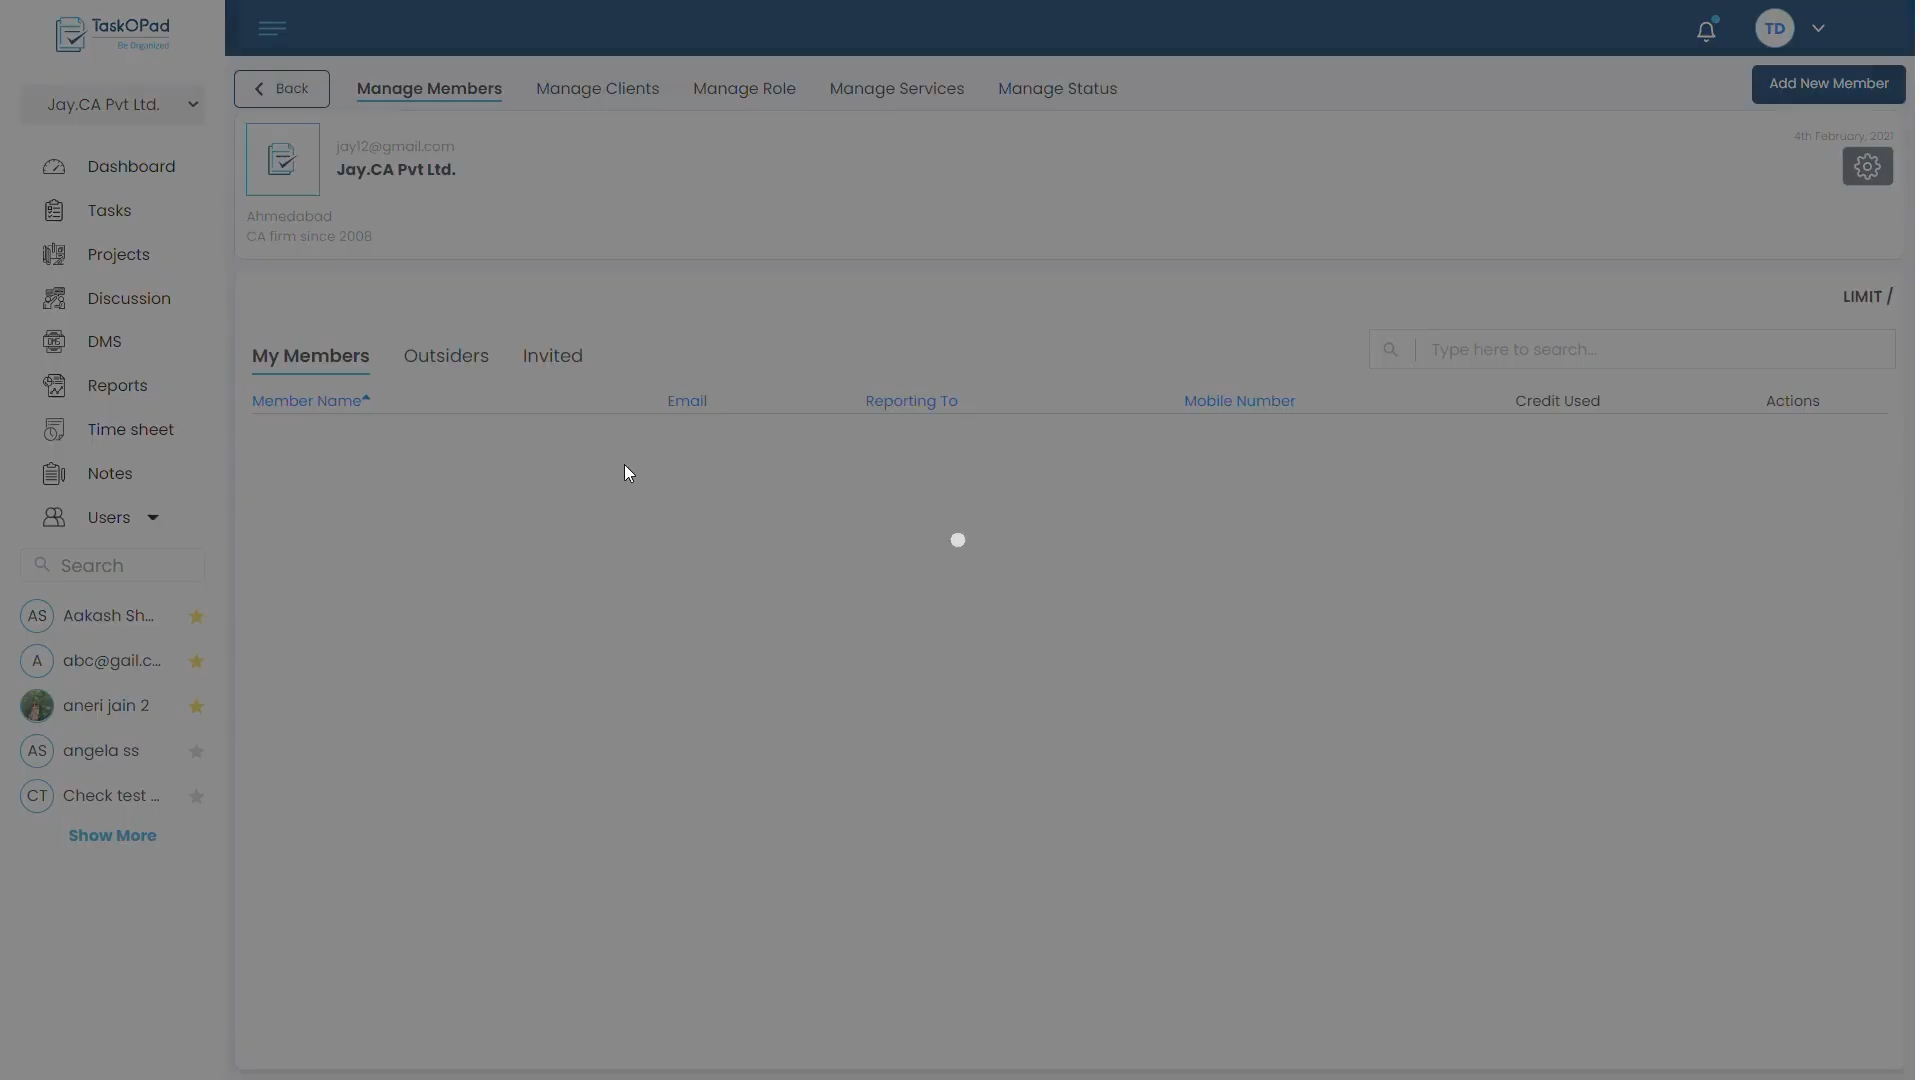 TaskOPad
Be Organized
TD
Jay.CA Pvt Ltd.
Back
Manage Members
Manage Clients
Manage Role
Manage Services
Manage Status
Add New Member
jay12@gmail.com
Jay.CA Pvt Ltd.
4th February, 2021
Ahmedabad
CA firm since 2008
Dashboard
Tasks
Projects
Discussion
DMS
Reports
Time sheet
Notes
Users
Search
AS Aakash Sh...
A abc@gail.c...
aneri jain 2
AS angela ss
CT Check test ...
Show More
LIMIT /
My Members
Outsiders
Invited
Type here to search...
Member Name
Email
Reporting To
Mobile Number
Credit Used
Actions